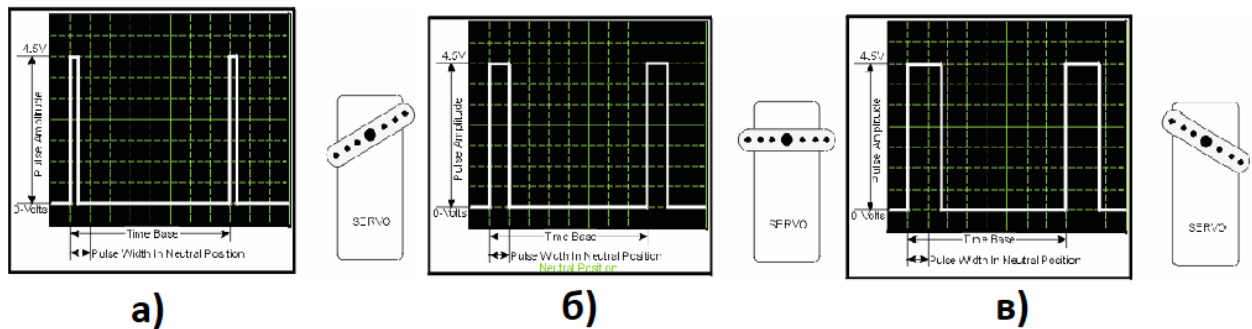 4.5V
Pulse Amplitude
0-Volts
Time Base
Pulse Width In Neutral Position
SERVO
а)
4.5V
Pulse Amplitude
0-Volts
Time Base
Pulse Width In Neutral Position
Neutral Position
SERVO
б)
4.5V
Pulse Amplitude
0-Volts
Time Base
Pulse Width In Neutral Position
SERVO
в)